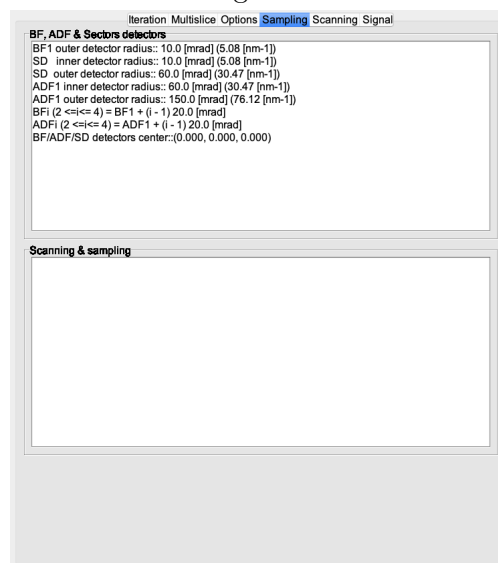 Iteration Multislice Options Sampling Scanning Signal
BF, ADF & Sectors detectors
BF1 outer detector radius:: 10.0 [mrad] (5.08 [nm-1])
SD inner detector radius:: 10.0 [mrad] (5.08 [nm-1])
SD outer detector radius:: 60.0 [mrad] (30.47 [nm-1])
ADF1 inner detector radius:: 60.0 [mrad] (30.47 [nm-1])
ADF1 outer detector radius:: 150.0 [mrad] (76.12 [nm-1])
BFi (2 <=i<= 4) = BF1 + (i - 1) 20.0 [mrad]
ADFi (2 <=i<= 4) = ADF1 + (i - 1) 20.0 [mrad]
BF/ADF/SD detectors center::(0.000, 0.000, 0.000)
Scanning & sampling